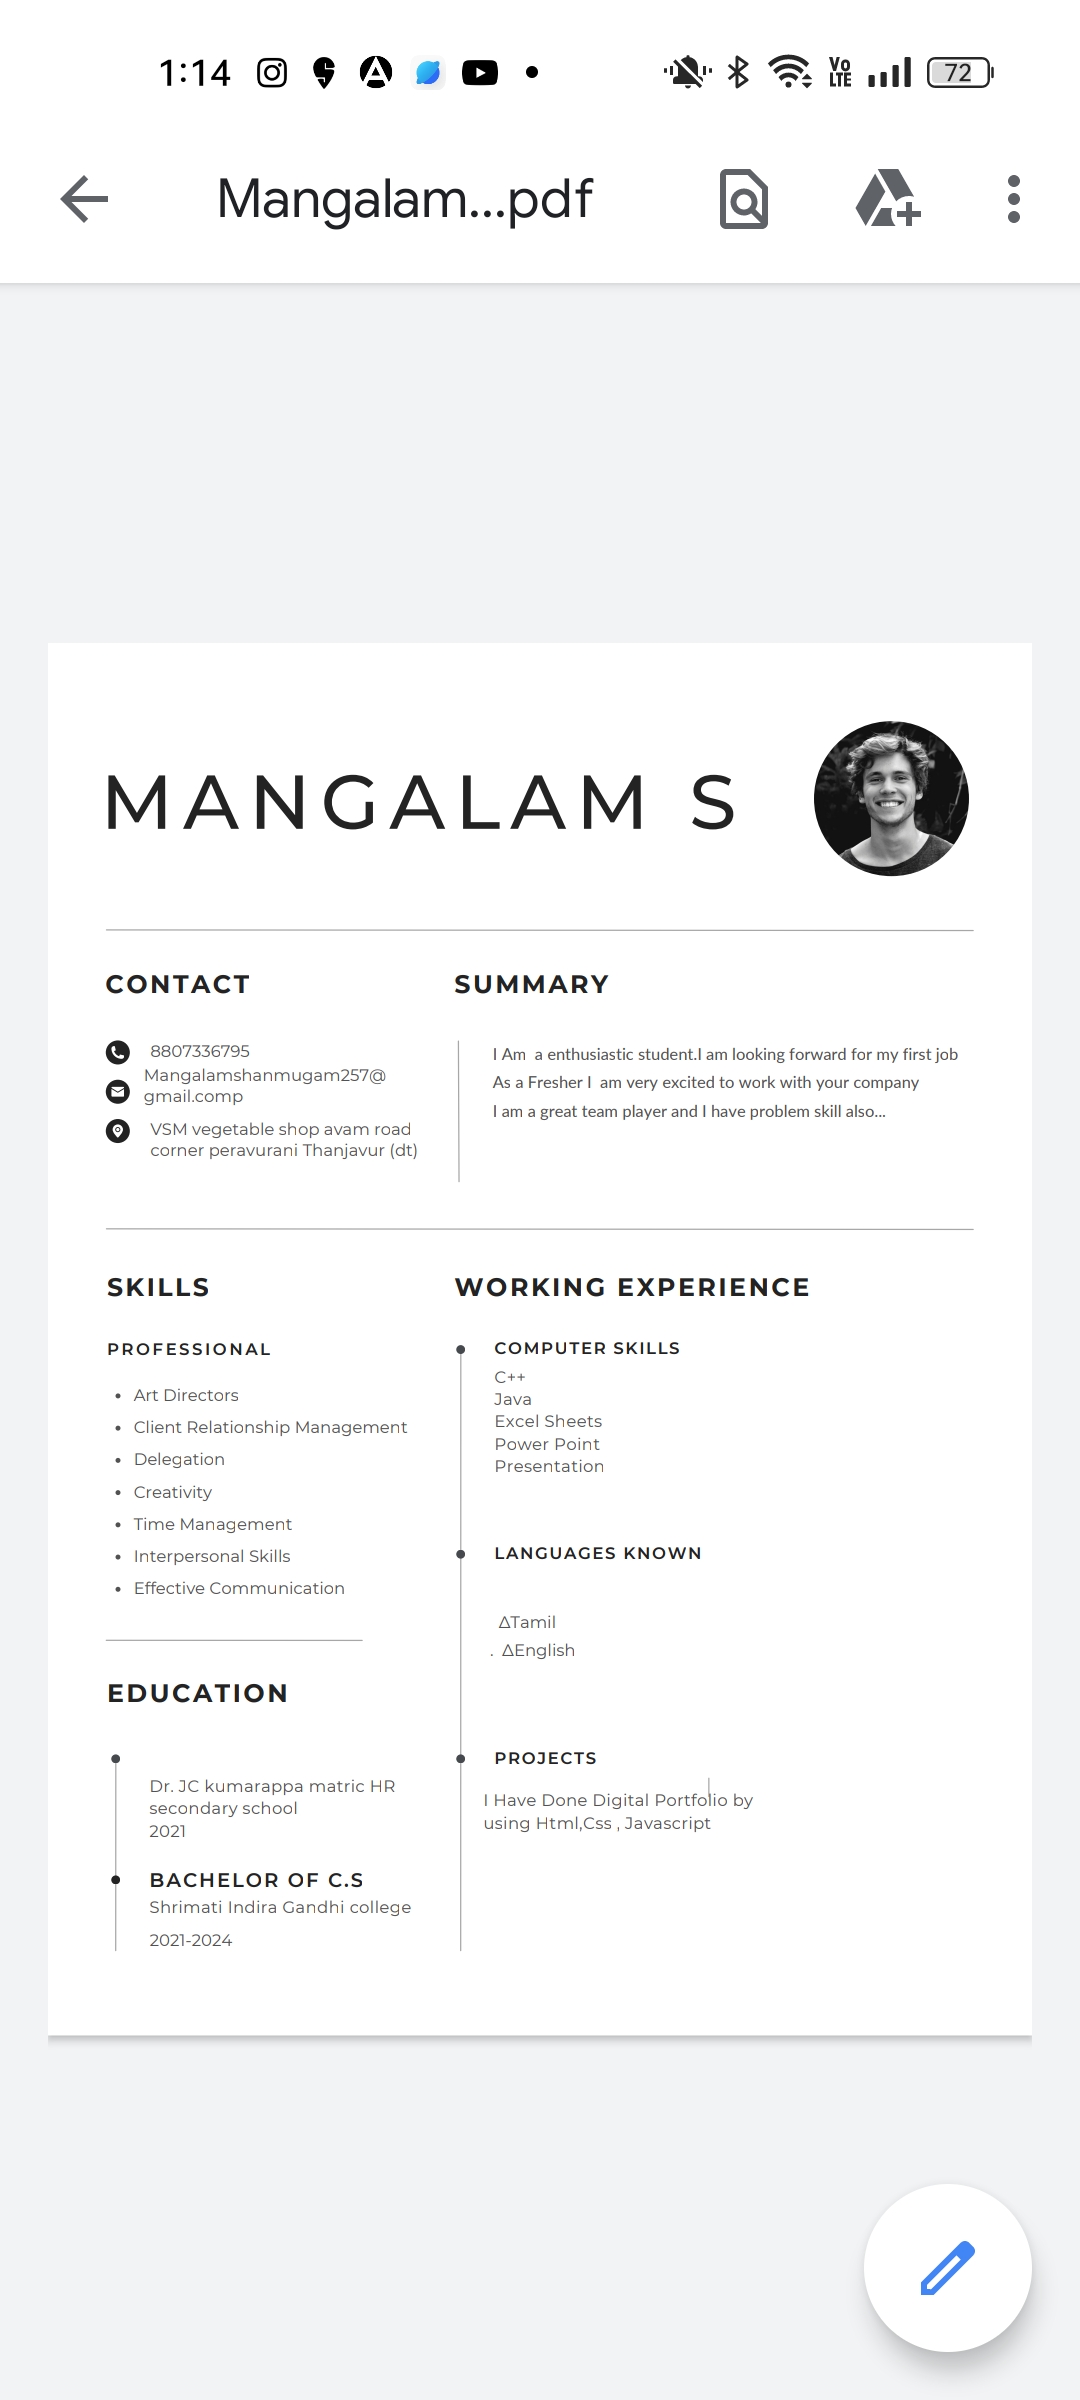 1:14
Vo LTE
72
Mangalam...pdf
MANGALAM S
CONTACT
8807336795
Mangalamshanmugam257@
gmail.comp
VSM vegetable shop avam road
corner peravurani Thanjavur (dt)
SUMMARY
I Am  a enthusiastic student.I am looking forward for my first job
As a Fresher I  am very excited to work with your company
I am a great team player and I have problem skill also...
SKILLS
PROFESSIONAL
• Art Directors
• Client Relationship Management
• Delegation
• Creativity
• Time Management
• Interpersonal Skills
• Effective Communication
EDUCATION
Dr. JC kumarappa matric HR
secondary school
2021
BACHELOR OF C.S
Shrimati Indira Gandhi college
2021-2024
WORKING EXPERIENCE
COMPUTER SKILLS
C++
Java
Excel Sheets
Power Point
Presentation
LANGUAGES KNOWN
ΔTamil
. ΔEnglish
PROJECTS
I Have Done Digital Portfolio by
using Html,Css , Javascript